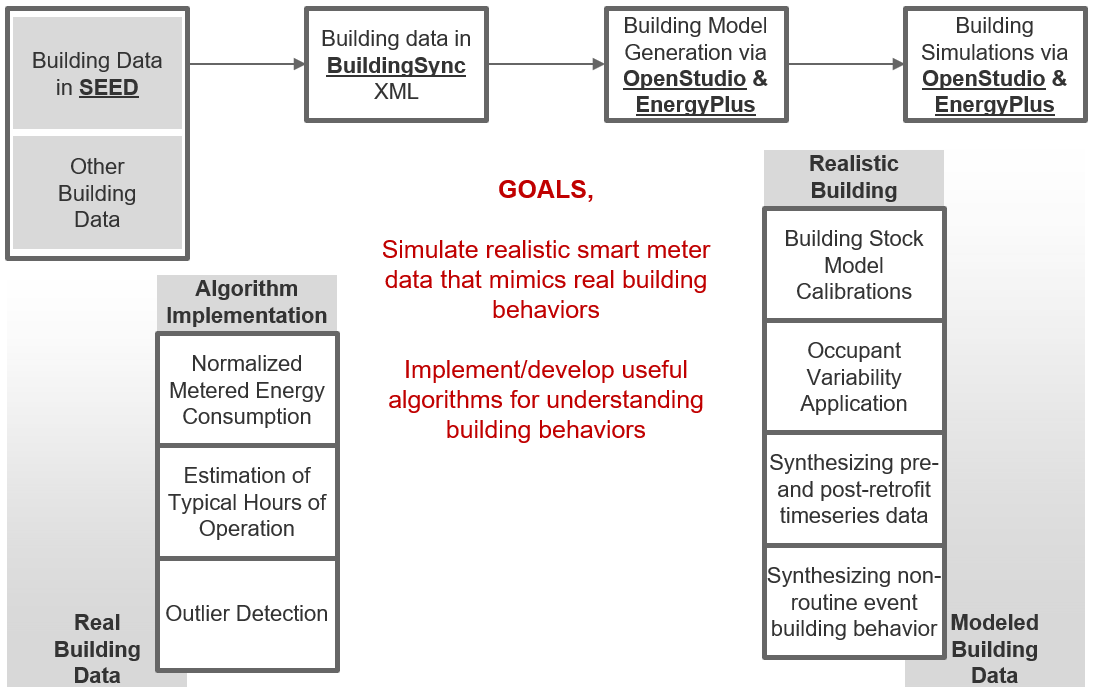 Building Data
in SEED
Other
Building
Data
Building data in
BuildingSync
XML
Building Model
Generation via
OpenStudio &
EnergyPlus
Building
Simulations via
OpenStudio &
EnergyPlus
GOALS,
Simulate realistic smart meter
data that mimics real building
behaviors
Implement/develop useful
algorithms for understanding
building behaviors
Algorithm
Implementation
Normalized
Metered Energy
Consumption
Estimation of
Typical Hours of
Operation
Outlier Detection
Real
Building
Data
Realistic
Building
Building Stock
Model
Calibrations
Occupant
Variability
Application
Synthesizing pre-
and post-retrofit
timeseries data
Synthesizing non-
routine event
building behavior
Modeled
Building
Data